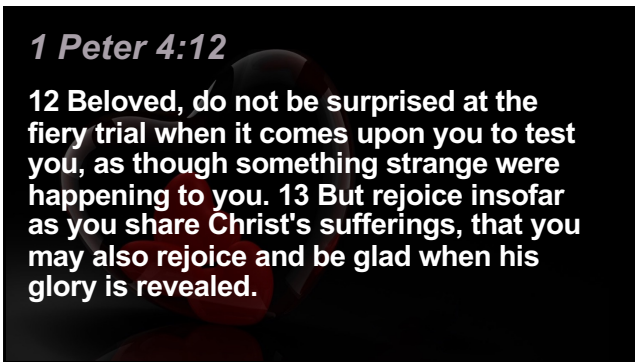 1 Peter 4:12
12 Beloved, do not be surprised at the
fiery trial when it comes upon you to test
you, as though something strange were
happening to you. 13 But rejoice insofar
as you share Christ's sufferings, that you
may also rejoice and be glad when his
glory is revealed.